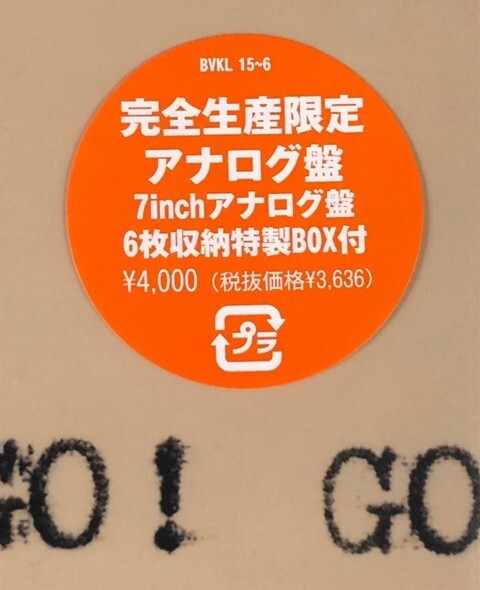 BVKL 15~6
完全生産限定
アナログ盤
7inchアナログ盤
6枚収納特製BOX付
¥4,000（税抜価格¥3,636）
プラ
GO! GO